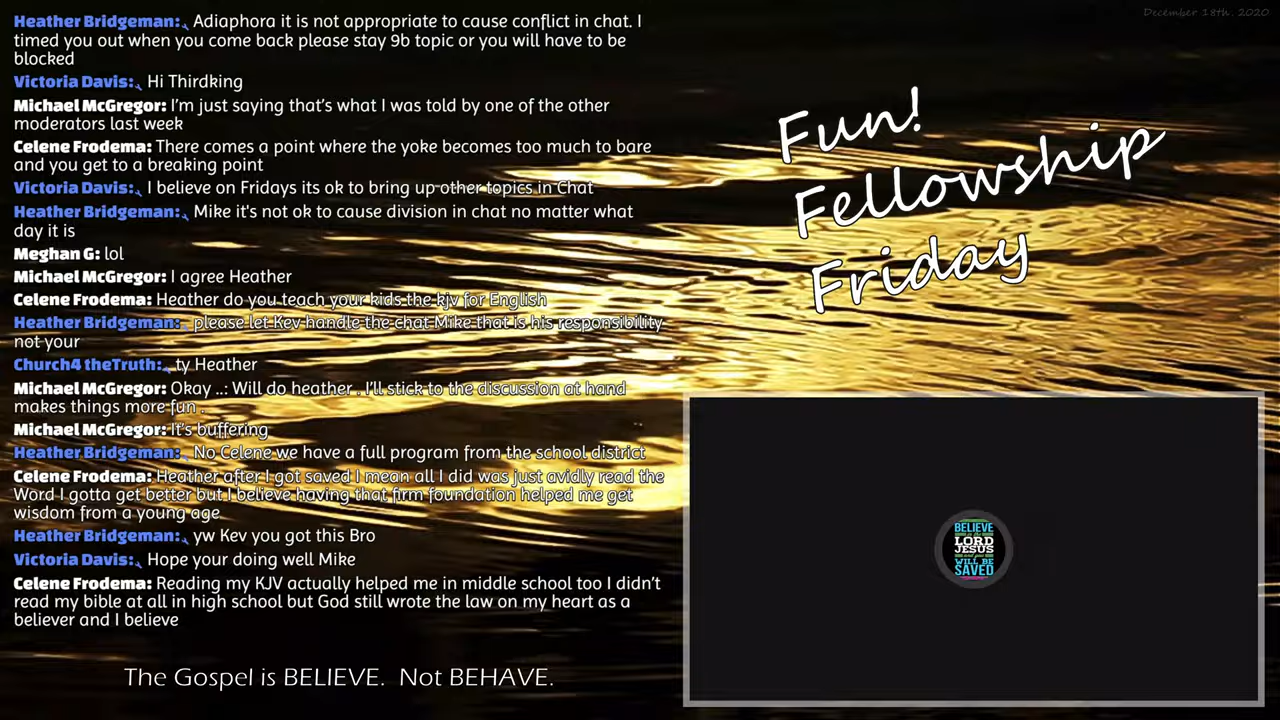 Heather Bridgeman: Adiaphora it is not appropriate to cause conflict in chat. I
timed you out when you come back please stay 9b topic or you will have to be
blocked
Victoria Davis: Hi Thirdking
Michael McGregor: I'm just saying that's what I was told by one of the other
moderators last week
Celene Frodema: There comes a point where the yoke becomes too much to bare
and you get to a breaking point
Victoria Davis: I believe on Fridays its ok to bring up other topics in Chat
Heather Bridgeman: Mike it's not ok to cause division in chat no matter what
day it is
Meghan G: lol
Michael McGregor: I agree Heather
Celene Frodema: Heather do you teach your kids the kjv for English
Heather Bridgeman: please let Kev handle the chat Mike that is his responsibility
not your
Church4 theTruth: ty Heather
Michael McGregor: Okay ..: Will do heather . I'll stick to the discussion at hand
makes things more fun .
Michael McGregor: It's buffering
Heather Bridgeman: No Celene we have a full program from the school district
Celene Frodema: Heather after I got saved I mean all I did was just avidly read the
Word I gotta get better but I believe having that firm foundation helped me get
wisdom from a young age
Heather Bridgeman: yw Kev you got this Bro
Victoria Davis: Hope your doing well Mike
Celene Frodema: Reading my KJV actually helped me in middle school too I didn't
read my bible at all in high school but God still wrote the law on my heart as a
believer and I believe
The Gospel is BELIEVE. Not BEHAVE.
December 18th, 2020
Fun!
Fellowship
Friday
BELIEVE
LORD
JESUS
WILL BE
SAVED